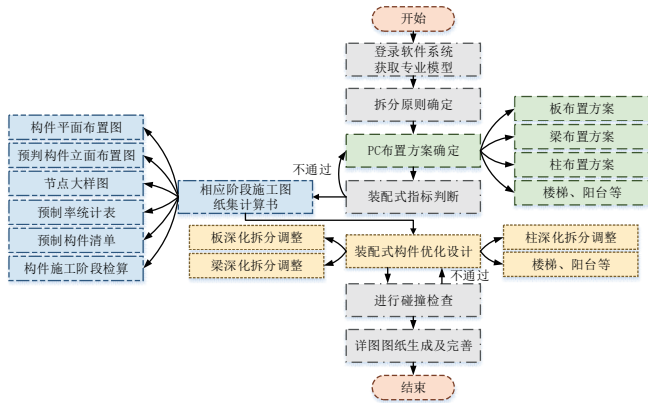 开始
登录软件系统
获取专业模型
拆分原则确定
PC布置方案确定
板布置方案
梁布置方案
柱布置方案
楼梯、阳台等
不通过
装配式指标判断
相应阶段施工图
纸集计算书
构件平面布置图
预判构件立面布置图
节点大样图
预制率统计表
预制构件清单
构件施工阶段检算
板深化拆分调整
梁深化拆分调整
装配式构件优化设计
柱深化拆分调整
楼梯、阳台等
不通过
进行碰撞检查
详图图纸生成及完善
结束